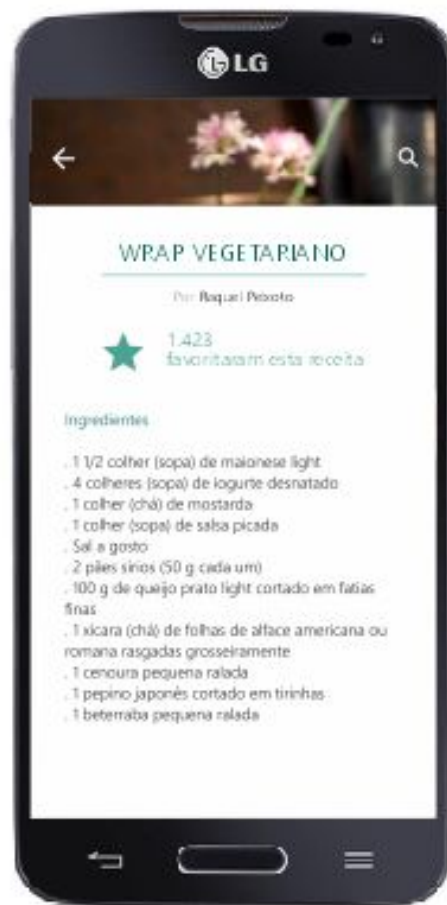 LG
WRAP VEGETARIANO
Por Raquel Peixoto
1.423
favoritaram esta receita
Ingredientes
. 1 1/2 colher (sopa) de maionese light
. 4 colheres (sopa) de iogurte desnatado
. 1 colher (chá) de mostarda
. 1 colher (sopa) de salsa picada
. Sal a gosto
. 2 pães sírios (50 g cada um)
. 100 g de queijo prato light cortado em fatias
finas
. 1 xícara (chá) de folhas de alface americana ou
romana rasgadas grosseiramente
. 1 cenoura pequena ralada
. 1 pepino japonês cortado em tirinhas
. 1 beterraba pequena ralada